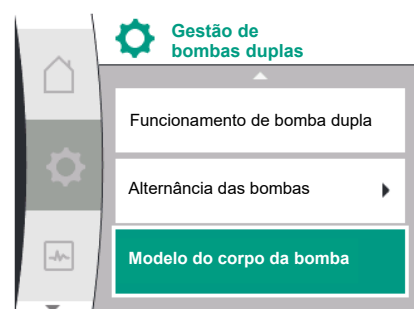 Gestão de
bombas duplas
Funcionamento de bomba dupla
Alternância das bombas
Modelo do corpo da bomba